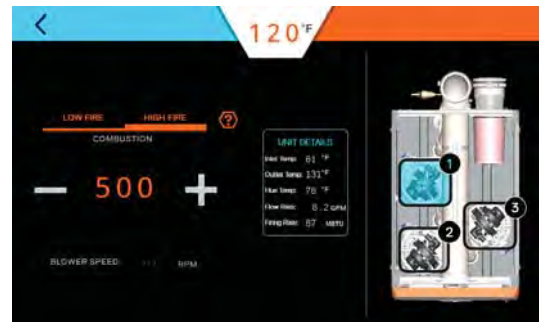 120°F
LOW FIRE HIGH FIRE ?
COMBUSTION
500
BLOWER SPEED: RPM
UNIT DETAILS
Inlet Temp: 81 °F
Outlet Temp: 131°F
Flue Temp: 78 °F
Flow Rate: 8.2 GPM
Firing Rate: 87 MBTU
1
2
3